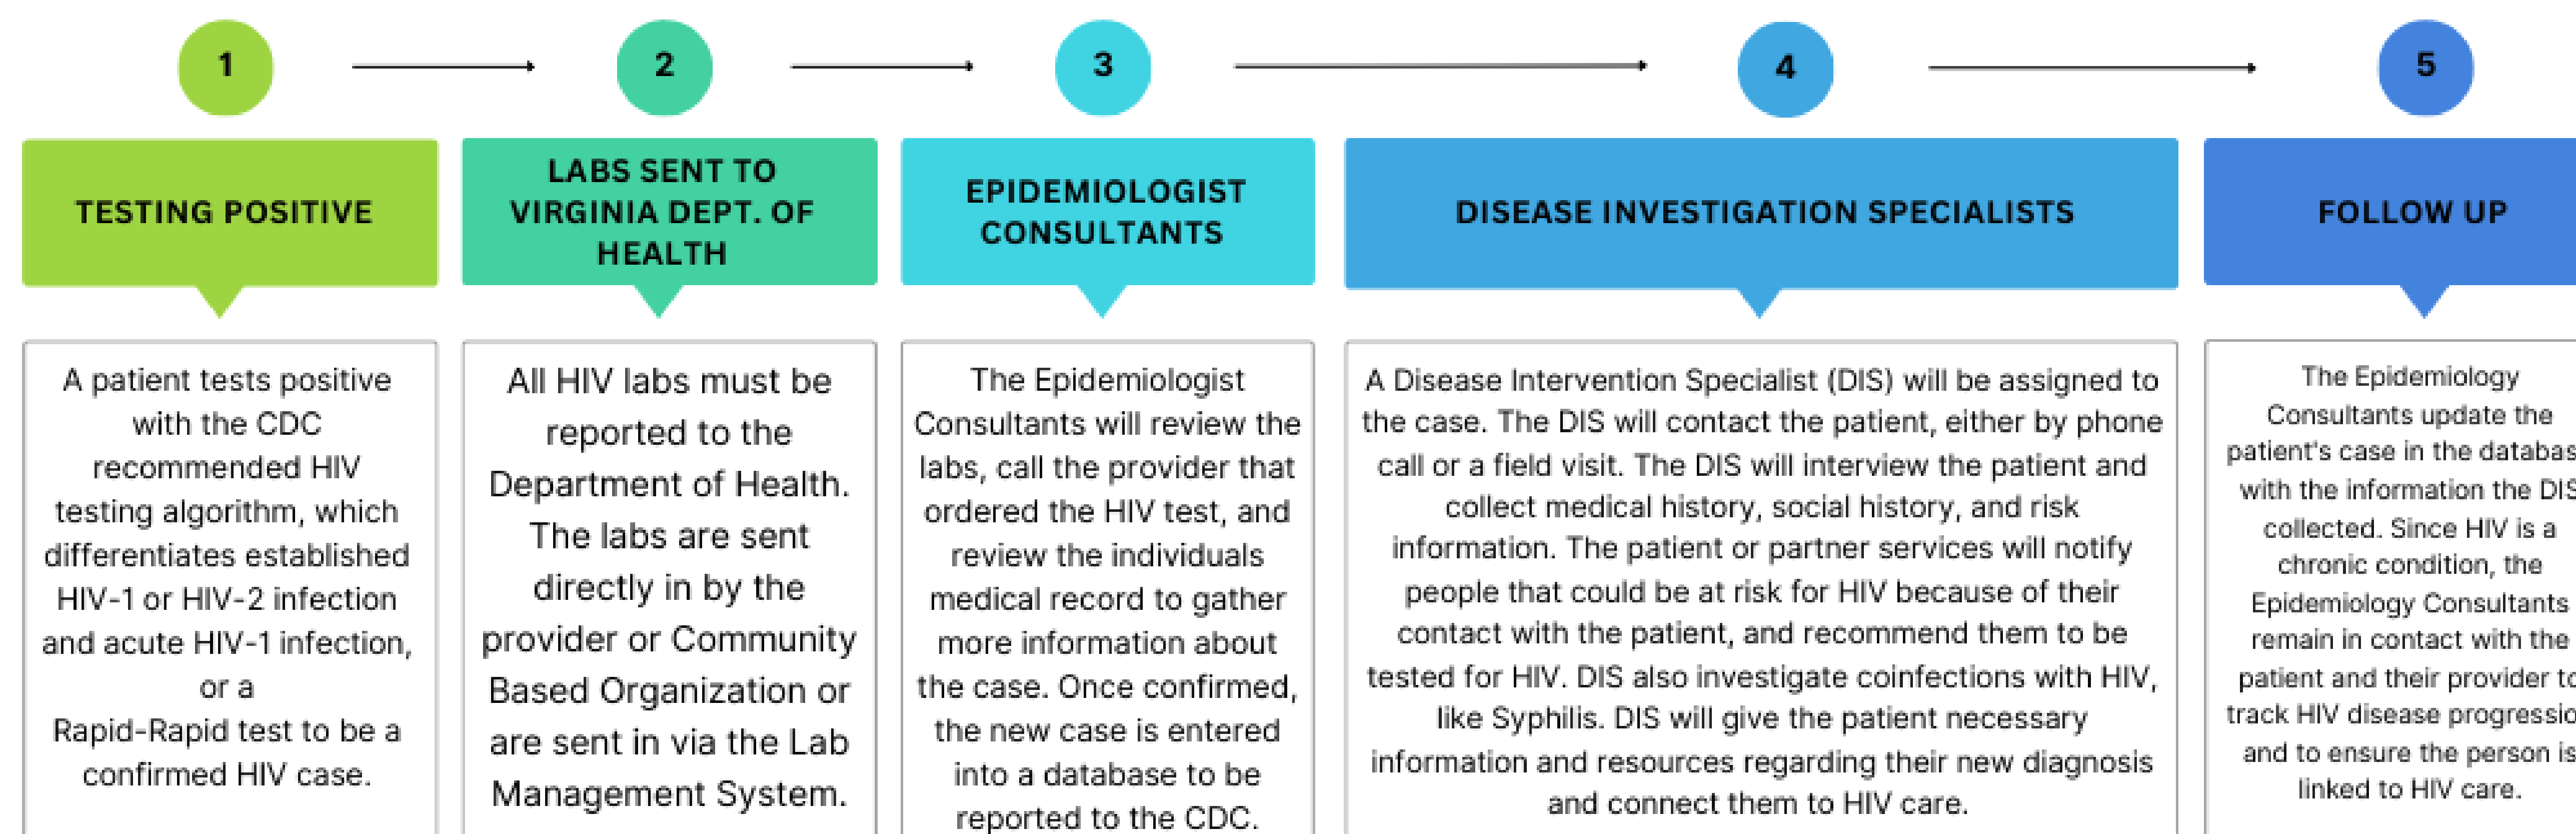 1
2
3
4
5
TESTING POSITIVE
LABS SENT TO
VIRGINIA DEPT. OF
HEALTH
EPIDEMIOLOGIST
CONSULTANTS
DISEASE INVESTIGATION SPECIALISTS
FOLLOW UP
A patient tests positive
with the CDC
recommended HIV
testing algorithm, which
differentiates established
HIV-1 or HIV-2 infection
and acute HIV-1 infection,
or a
Rapid-Rapid test to be a
confirmed HIV case.
All HIV labs must be
reported to the
Department of Health.
The labs are sent
directly in by the
provider or Community
Based Organization or
are sent in via the Lab
Management System.
The Epidemiologist
Consultants will review the
labs, call the provider that
ordered the HIV test, and
review the individuals
medical record to gather
more information about
the case. Once confirmed,
the new case is entered
into a database to be
reported to the CDC.
A Disease Intervention Specialist (DIS) will be assigned to
the case. The DIS will contact the patient, either by phone
call or a field visit. The DIS will interview the patient and
collect medical history, social history, and risk
information. The patient or partner services will notify
people that could be at risk for HIV because of their
contact with the patient, and recommend them to be
tested for HIV. DIS also investigate coinfections with HIV,
like Syphilis. DIS will give the patient necessary
information and resources regarding their new diagnosis
and connect them to HIV care.
The Epidemiology
Consultants update the
patient's case in the databas
with the information the DIS
collected. Since HIV is a
chronic condition, the
Epidemiology Consultants
remain in contact with the
patient and their provider to
track HIV disease progressio
and to ensure the person is
linked to HIV care.